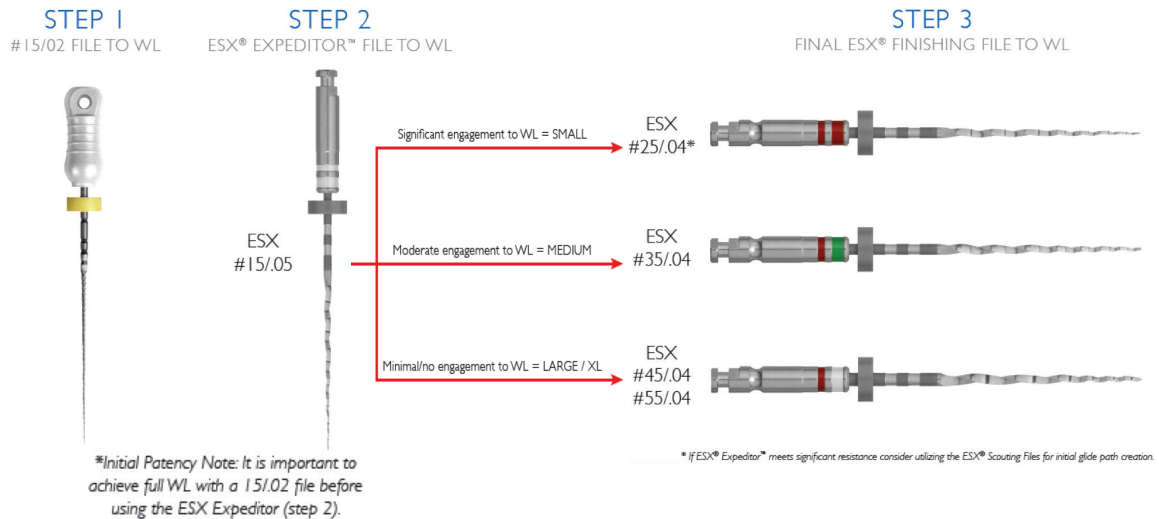 STEP 1
#15/02 FILE TO WL
STEP 2
ESX® EXPEDITOR™ FILE TO WL
STEP 3
FINAL ESX® FINISHING FILE TO WL
ESX
#15/.05
Significant engagement to WL = SMALL
ESX
#25/.04*
Moderate engagement to WL = MEDIUM
ESX
#35/.04
Minimal/no engagement to WL = LARGE / XL
ESX
#45/.04
#55/.04
*Initial Patency Note: It is important to
achieve full WL with a 15/.02 file before
using the ESX Expeditor (step 2).
* If ESX® Expeditor™ meets significant resistance consider utilizing the ESX® Scouting Files for initial glide path creation.